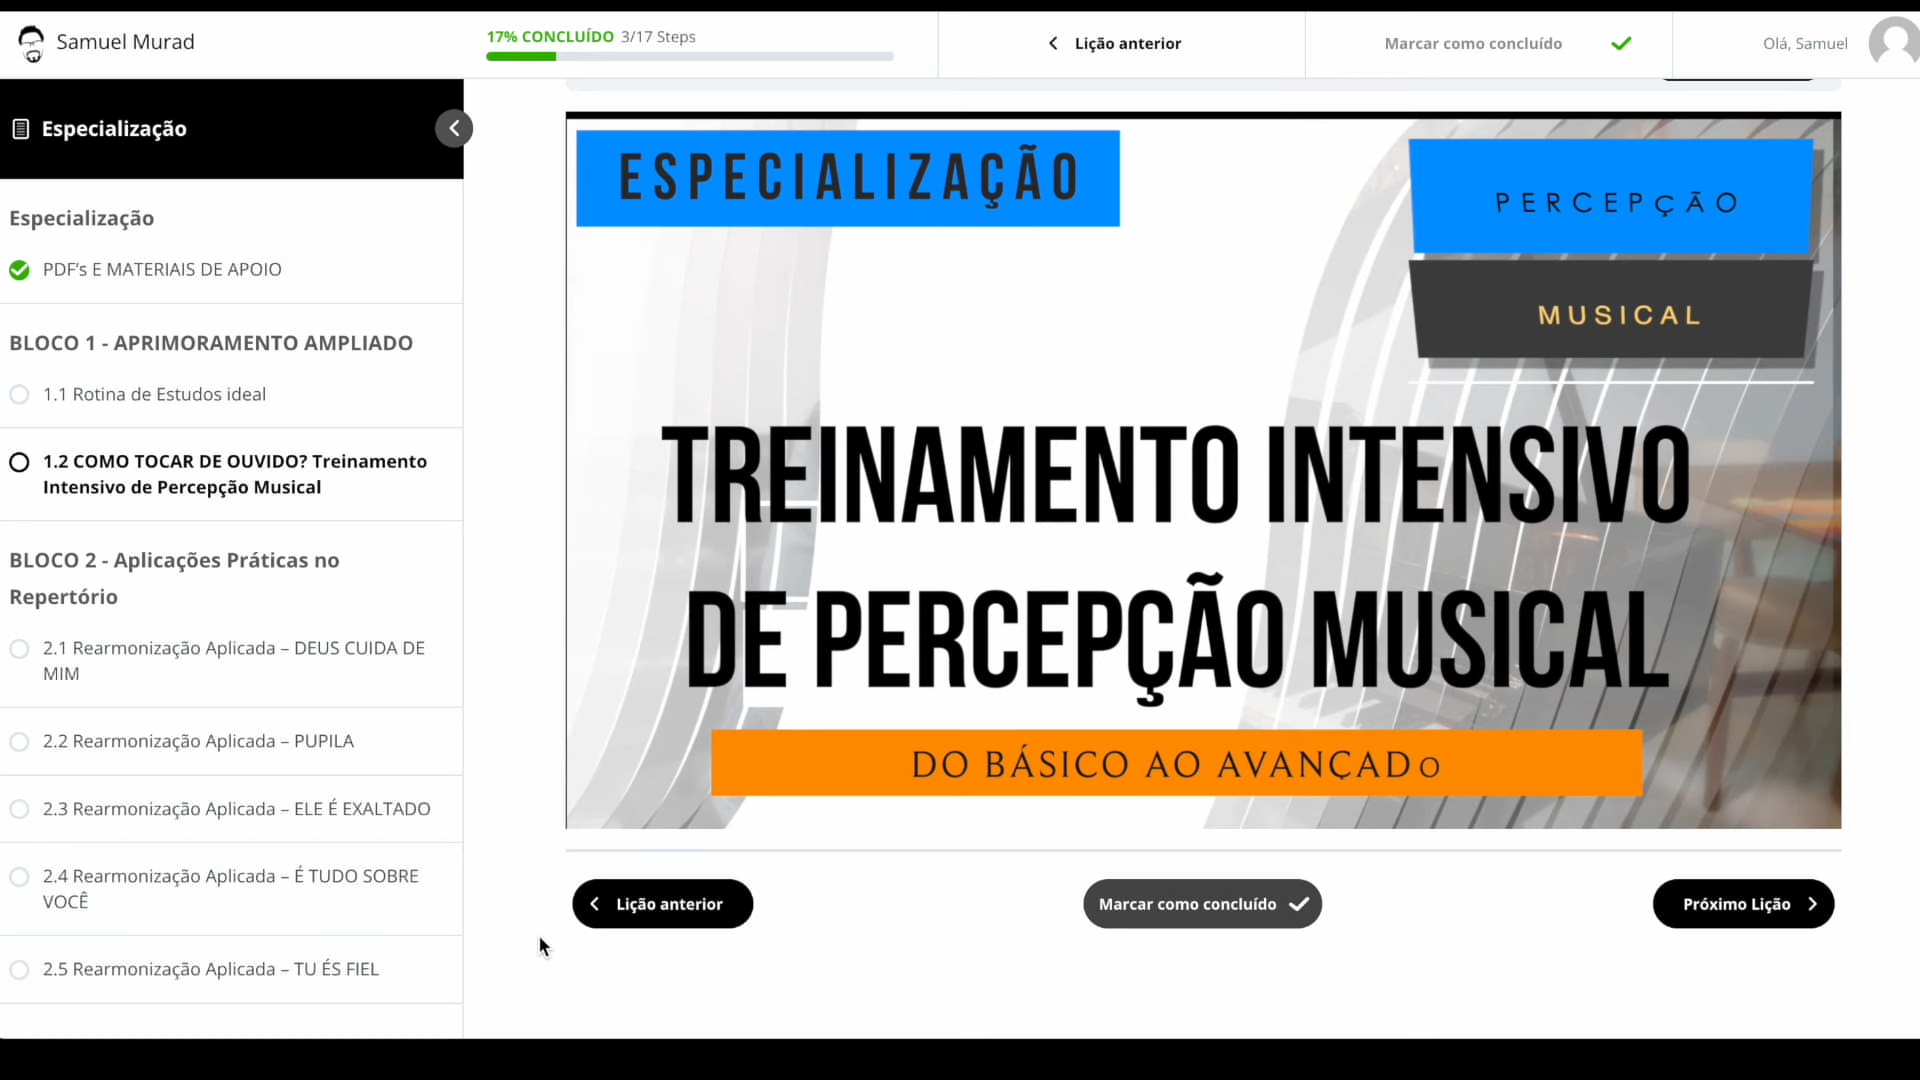 Samuel Murad
17% CONCLUÍDO 3/17 Steps
Lição anterior
Marcar como concluído
Olá, Samuel
Especialização
Especialização
PDF's E MATERIAIS DE APOIO
BLOCO 1 - APRIMORAMENTO AMPLIADO
1.1 Rotina de Estudos ideal
1.2 COMO TOCAR DE OUVIDO? Treinamento
Intensivo de Percepção Musical
BLOCO 2 - Aplicações Práticas no
Repertório
2.1 Rearmonização Aplicada – DEUS CUIDA DE
MIM
2.2 Rearmonização Aplicada – PUPILA
2.3 Rearmonização Aplicada – ELE É EXALTADO
2.4 Rearmonização Aplicada – É TUDO SOBRE
VOCÊ
2.5 Rearmonização Aplicada – TU ÉS FIEL
ESPECIALIZAÇÃO
PERCEPÇÃO
MUSICAL
TREINAMENTO INTENSIVO
DE PERCEPÇÃO MUSICAL
DO BÁSICO AO AVANÇADO
Lição anterior
Marcar como concluído
Próximo Lição